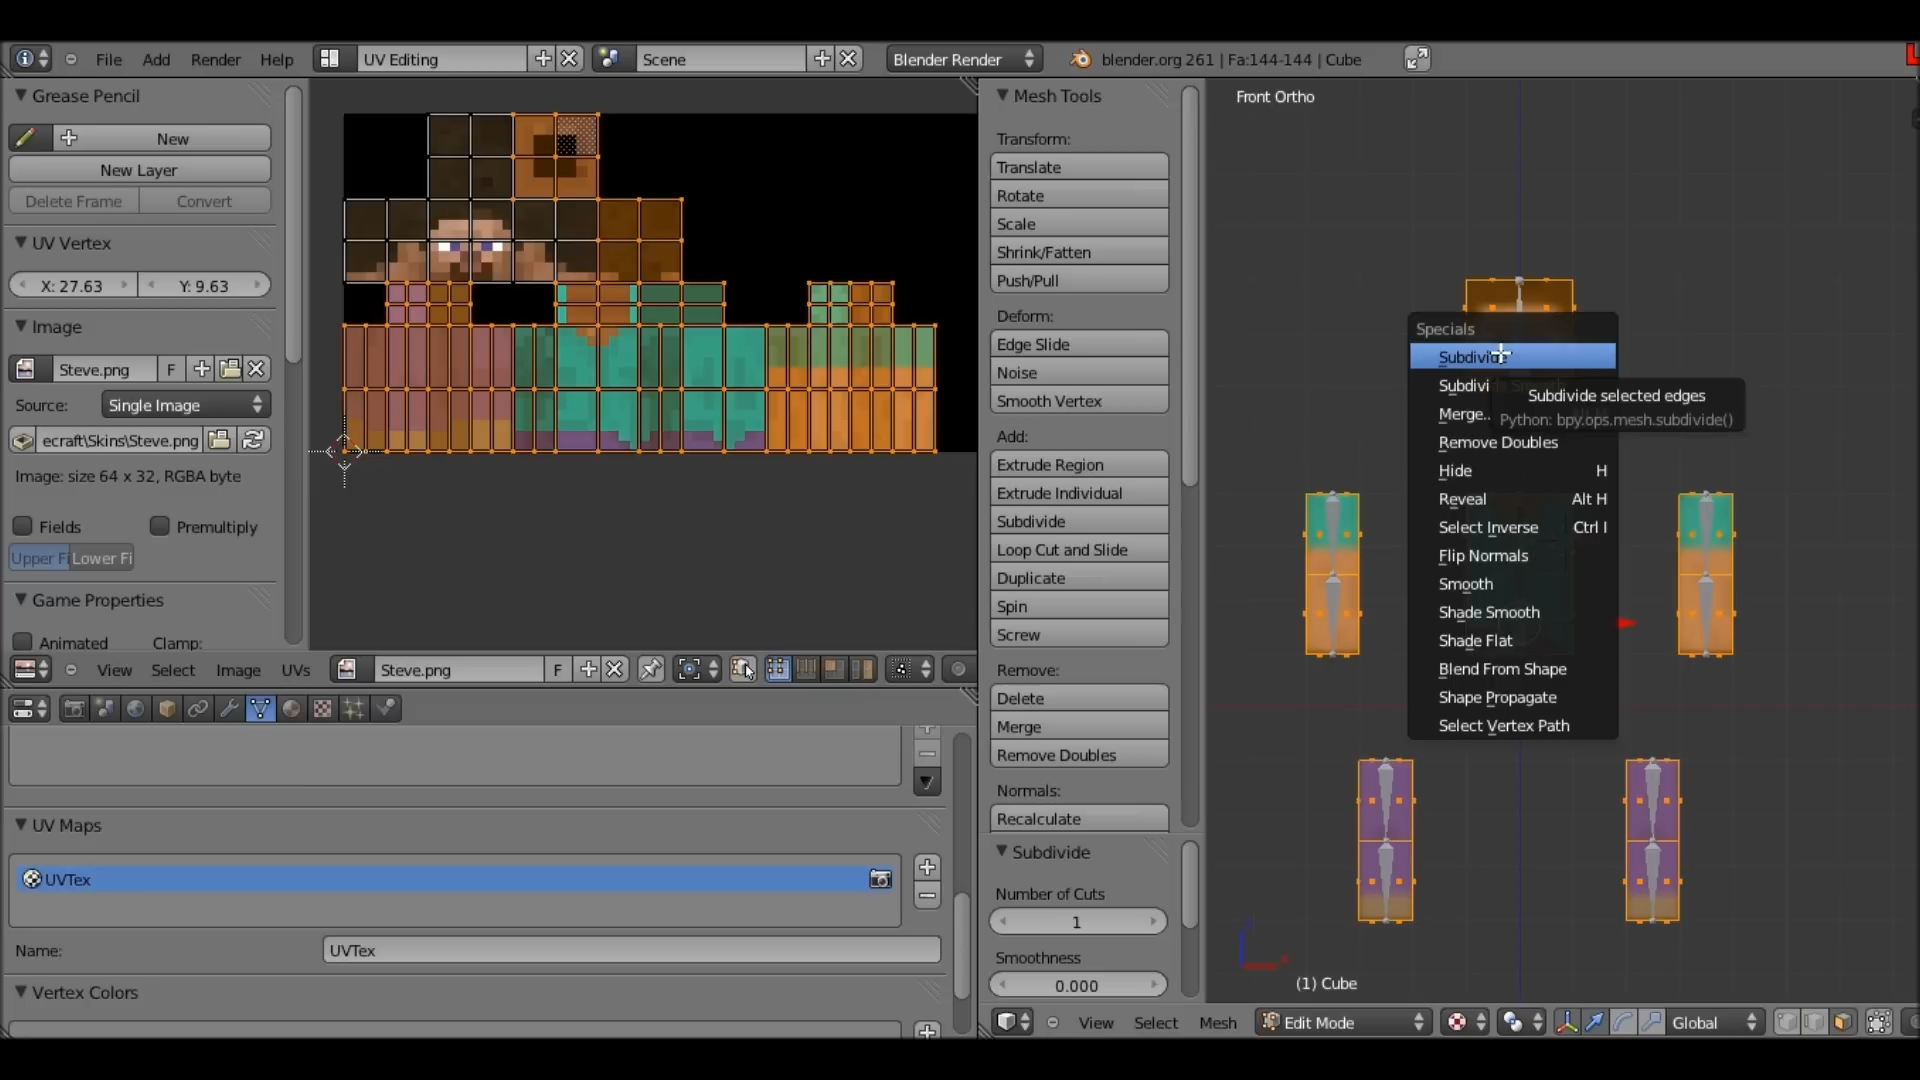 File Add Render Help UV Editing Scene Blender Render blender.org 261 | Fa:144-144 | Cube
Grease Pencil
New
New Layer
Delete Frame Convert
UV Vertex
X: 27.63 Y: 9.63
Image
Steve.png F
Source: Single Image
ecraft\Skins\Steve.png
Image: size 64 x 32, RGBA byte
Fields Premultiply
Upper Fi Lower Fi
Game Properties
Animated Clamp:
View Select Image UVs Steve.png F
UV Maps
UVTex
Name: UVTex
Vertex Colors
Mesh Tools
Transform:
Translate
Rotate
Scale
Shrink/Fatten
Push/Pull
Deform:
Edge Slide
Noise
Smooth Vertex
Add:
Extrude Region
Extrude Individual
Subdivide
Loop Cut and Slide
Duplicate
Spin
Screw
Remove:
Delete
Merge
Remove Doubles
Normals:
Recalculate
Subdivide
Number of Cuts
1
Smoothness
0.000
Front Ortho
Specials
Subdivide
Subdivi
Merge..
Remove Doubles
Hide H
Reveal Alt H
Select Inverse Ctrl I
Flip Normals
Smooth
Shade Smooth
Shade Flat
Blend From Shape
Shape Propagate
Select Vertex Path
Subdivide selected edges
Python: bpy.ops.mesh.subdivide()
(1) Cube
View Select Mesh Edit Mode Global